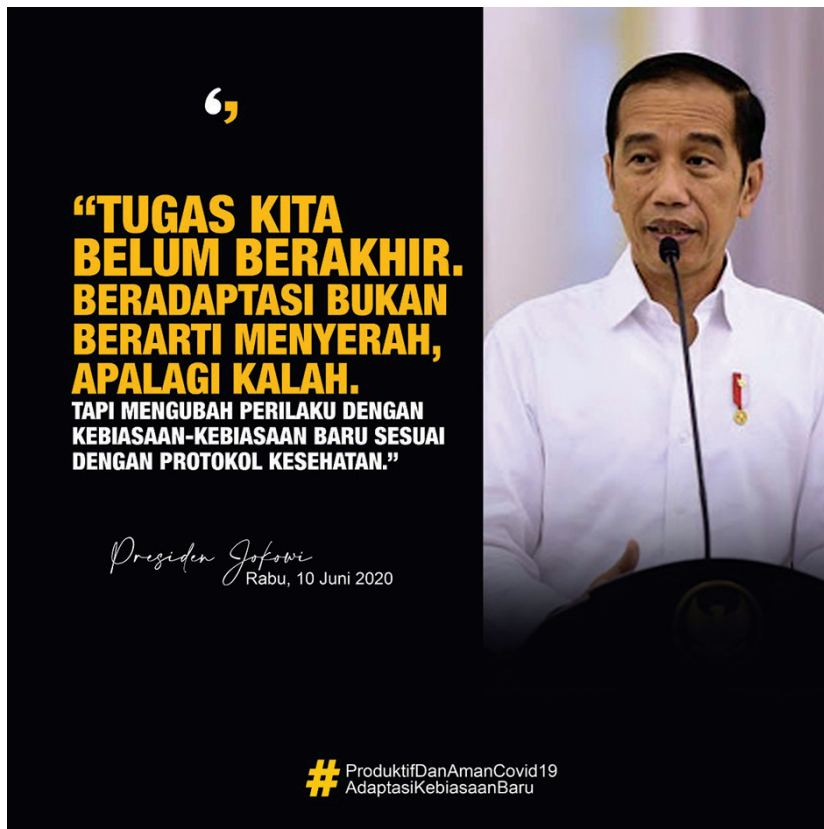 “TUGAS KITA
BELUM BERAKHIR.
BERADAPTASI BUKAN
BERARTI MENYERAH,
APALAGI KALAH.
TAPI MENGUBAH PERILAKU DENGAN
KEBIASAAN-KEBIASAAN BARU SESUAI
DENGAN PROTOKOL KESEHATAN.”
Presiden Jokowi
Rabu, 10 Juni 2020
#ProduktifDanAmanCovid19
AdaptasiKebiasaanBaru